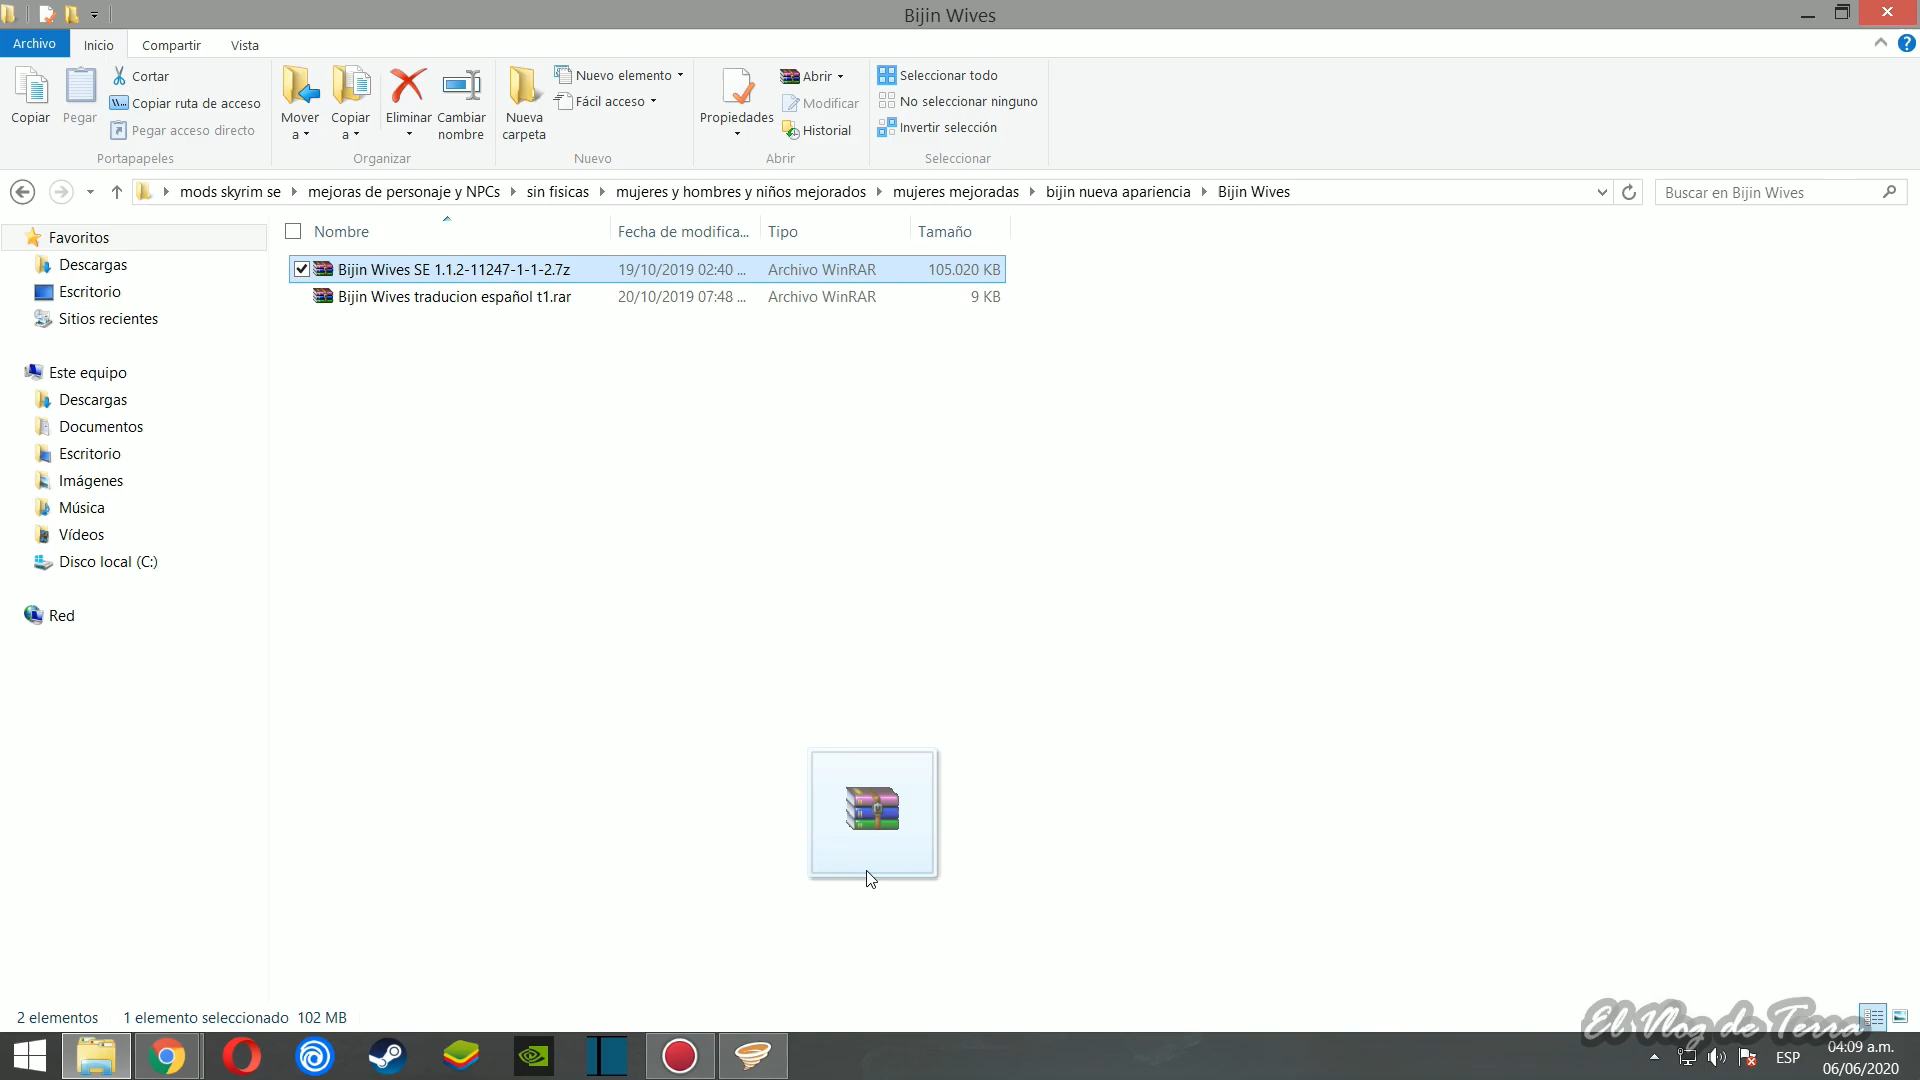 Bijin Wives
Archivo Inicio Compartir Vista
Copiar
Pegar
Cortar
Copiar ruta de acceso
Pegar acceso directo
Portapapeles
Mover a
Copiar a
Eliminar
Cambiar nombre
Organizar
Nueva carpeta
Nuevo elemento
Fácil acceso
Nuevo
Propiedades
Abrir
Modificar
Historial
Abrir
Seleccionar todo
No seleccionar ninguno
Invertir selección
Seleccionar
mods skyrim se mejoras de personaje y NPCs sin fisicas mujeres y hombres y niños mejorados mujeres mejoradas bijin nueva apariencia Bijin Wives
Buscar en Bijin Wives
Favoritos
Descargas
Escritorio
Sitios recientes
Este equipo
Descargas
Documentos
Escritorio
Imágenes
Música
Vídeos
Disco local (C:)
Red
Nombre Fecha de modifica... Tipo Tamaño
Bijin Wives SE 1.1.2-11247-1-1-2.7z 19/10/2019 02:40 ... Archivo WinRAR 105.020 KB
Bijin Wives traducion español t1.rar 20/10/2019 07:48 ... Archivo WinRAR 9 KB
2 elementos 1 elemento seleccionado 102 MB
El Vlog de Terra
ESP
04:09 a.m.
06/06/2020